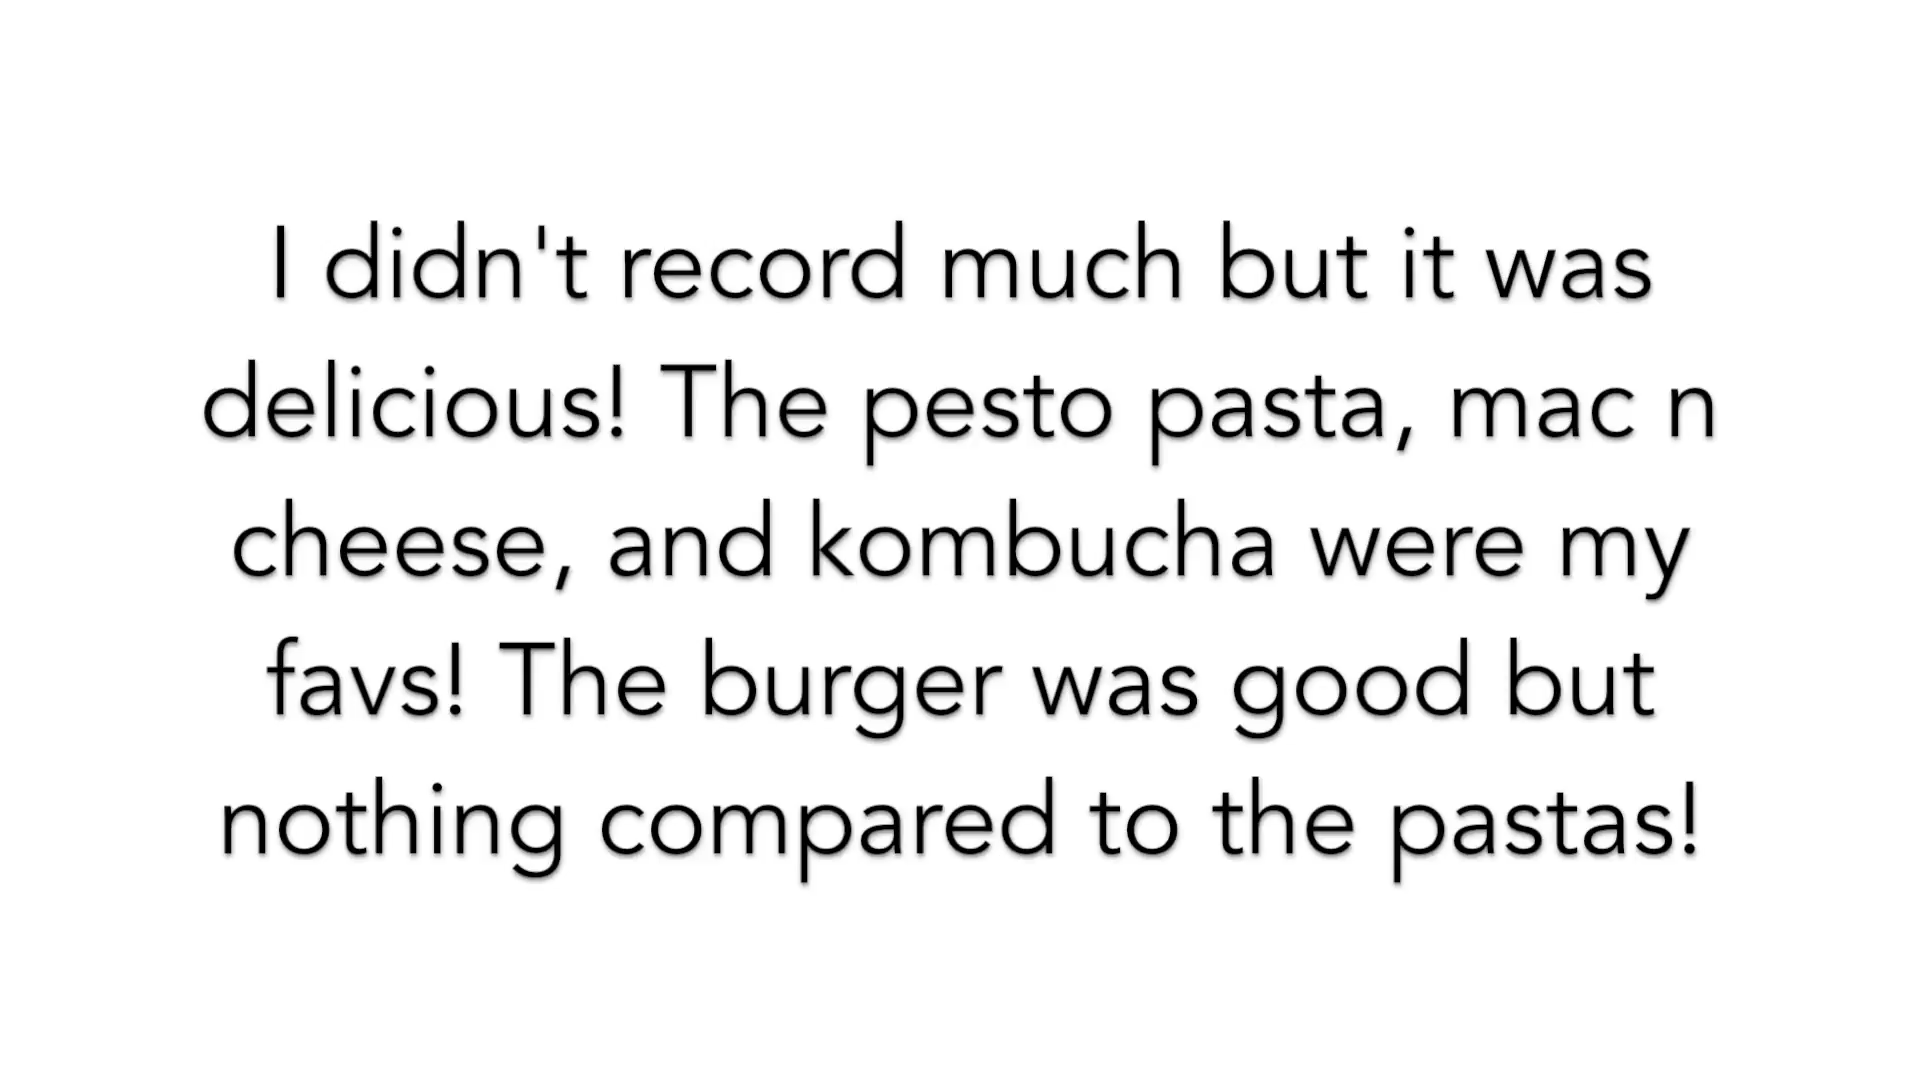 I didn't record much but it was
delicious! The pesto pasta, mac n
cheese, and kombucha were my
favs! The burger was good but
nothing compared to the pastas!